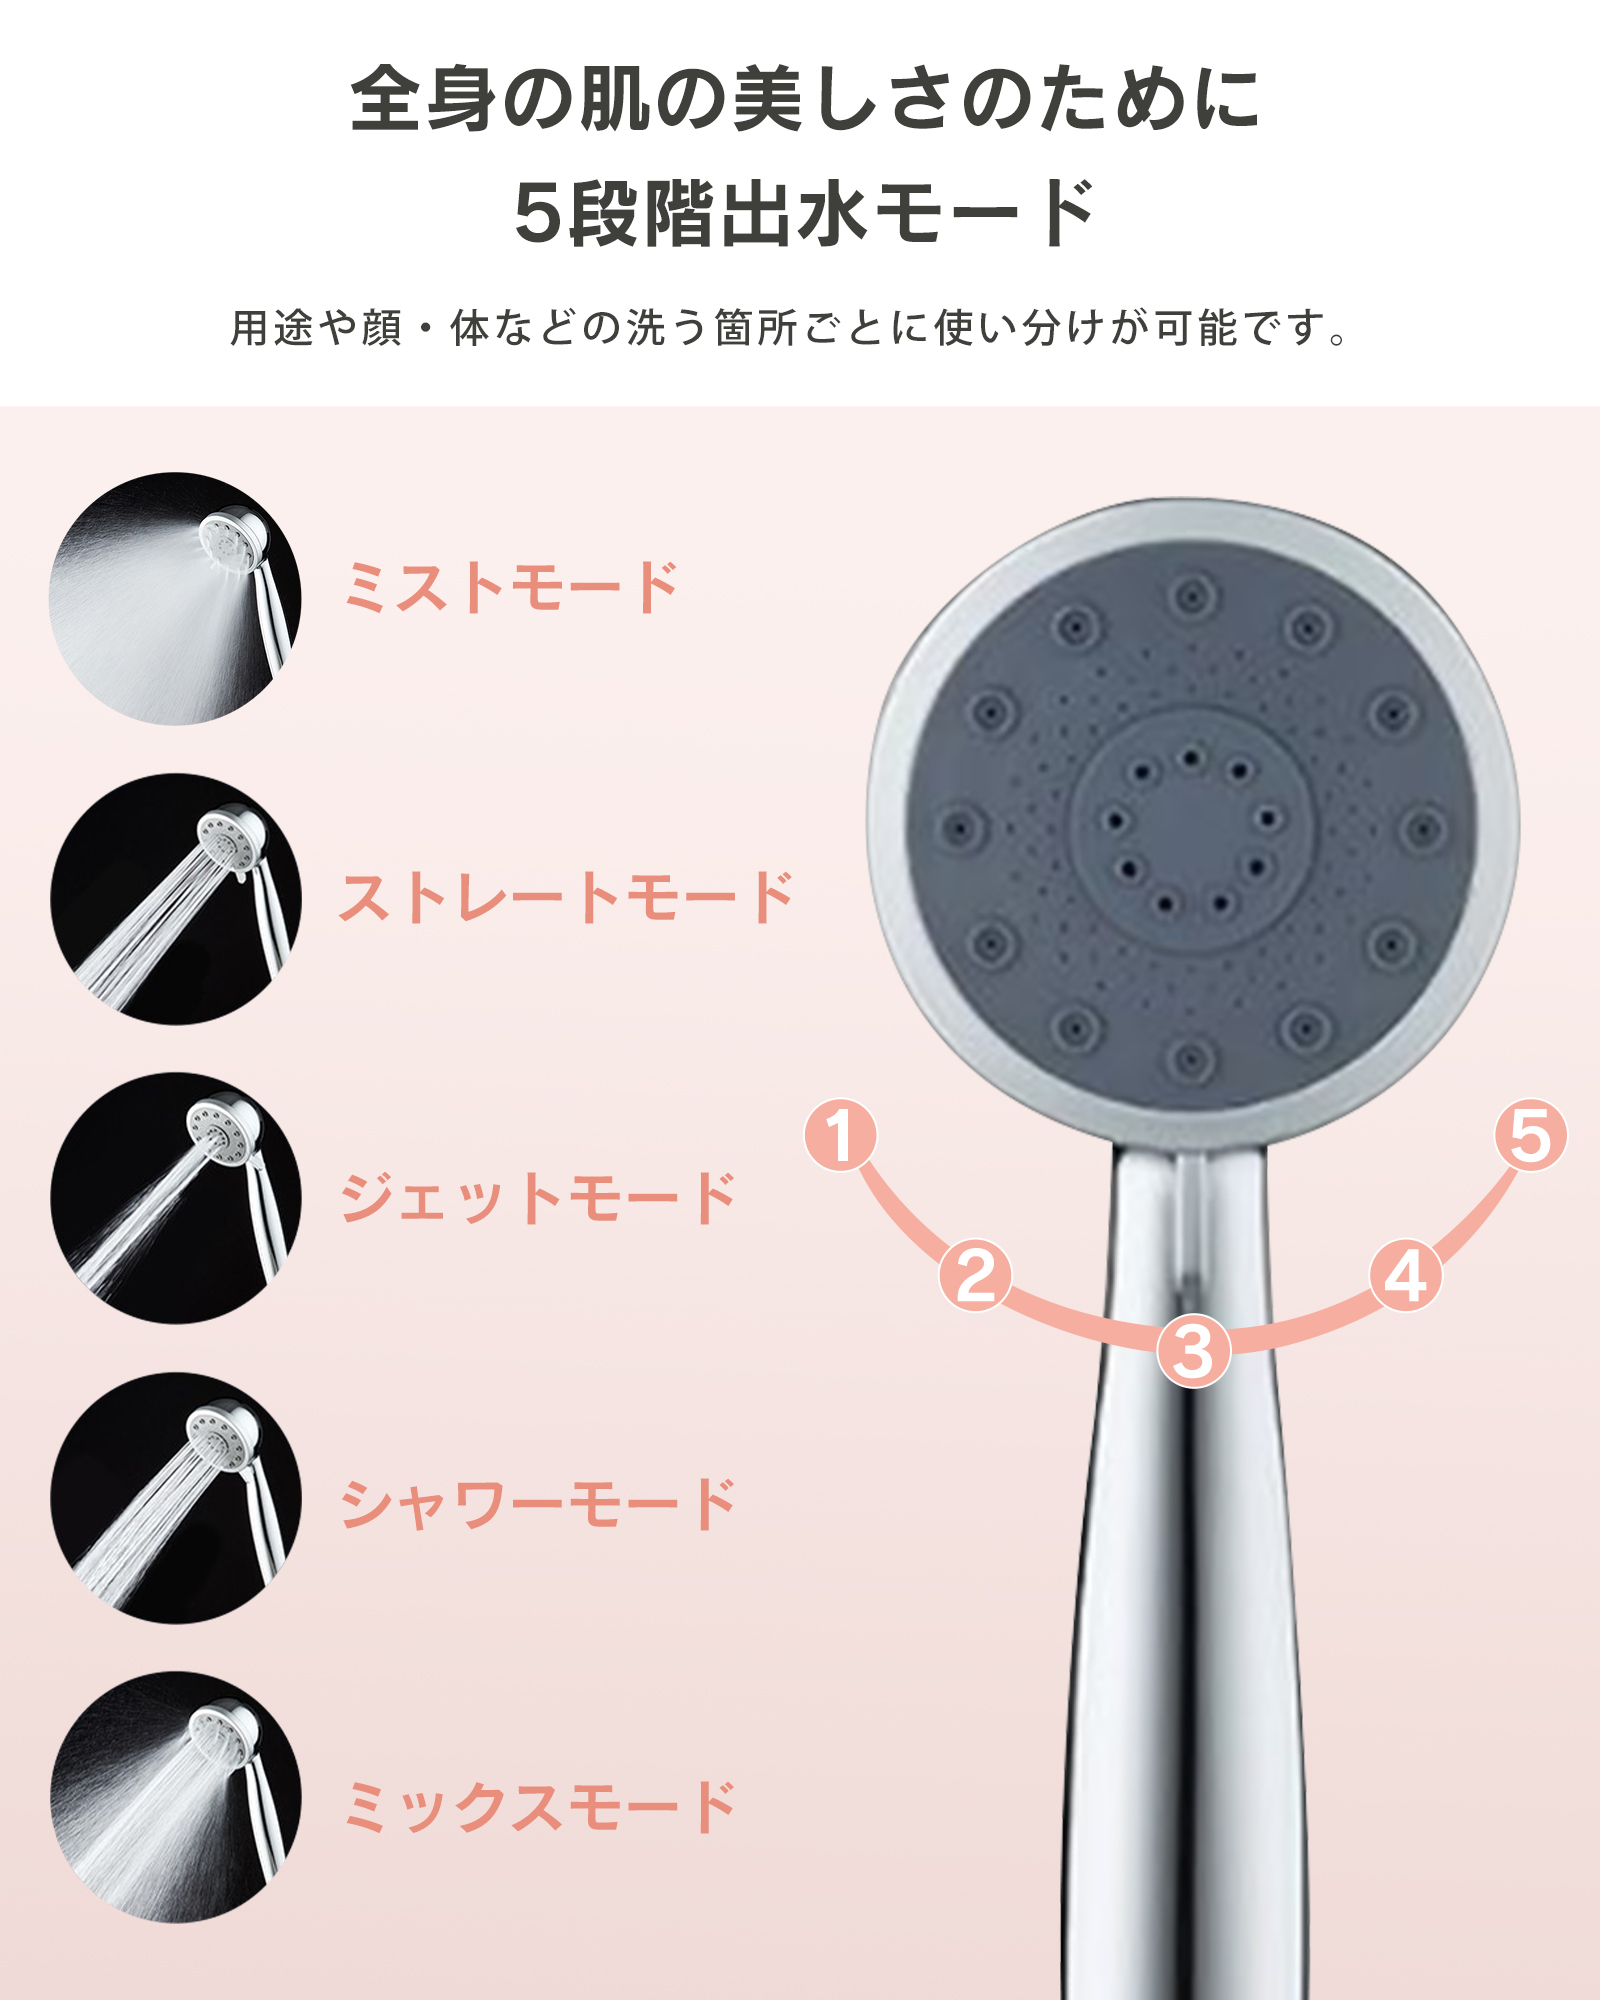 全身の肌の美しさのために
5段階出水モード
用途や顔・体などの洗う箇所ごとに使い分けが可能です。
ミストモード
ストレートモード
ジェットモード
シャワーモード
ミックスモード
1
2
3
4
5